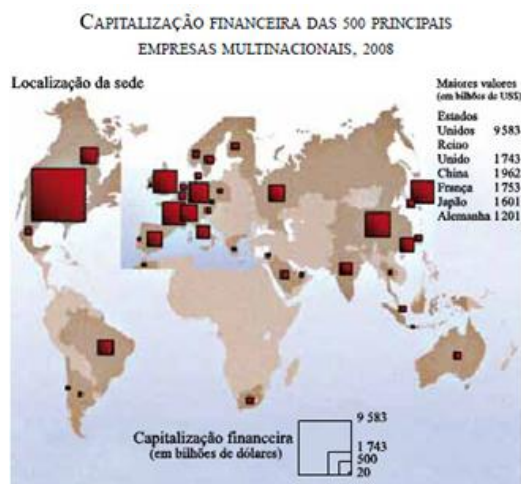 CAPITALIZAÇÃO FINANCEIRA DAS 500 PRINCIPAIS
EMPRESAS MULTINACIONAIS, 2008
Localização da sede
Maiores valores
(em bilhões de US$)
Estados
Unidos 9 583
Reino
Unido 1 743
China 1 962
França 1 753
Japão 1 601
Alemanha 1 201
Capitalização financeira
(em bilhões de dólares)
9 583
1 743
500
20